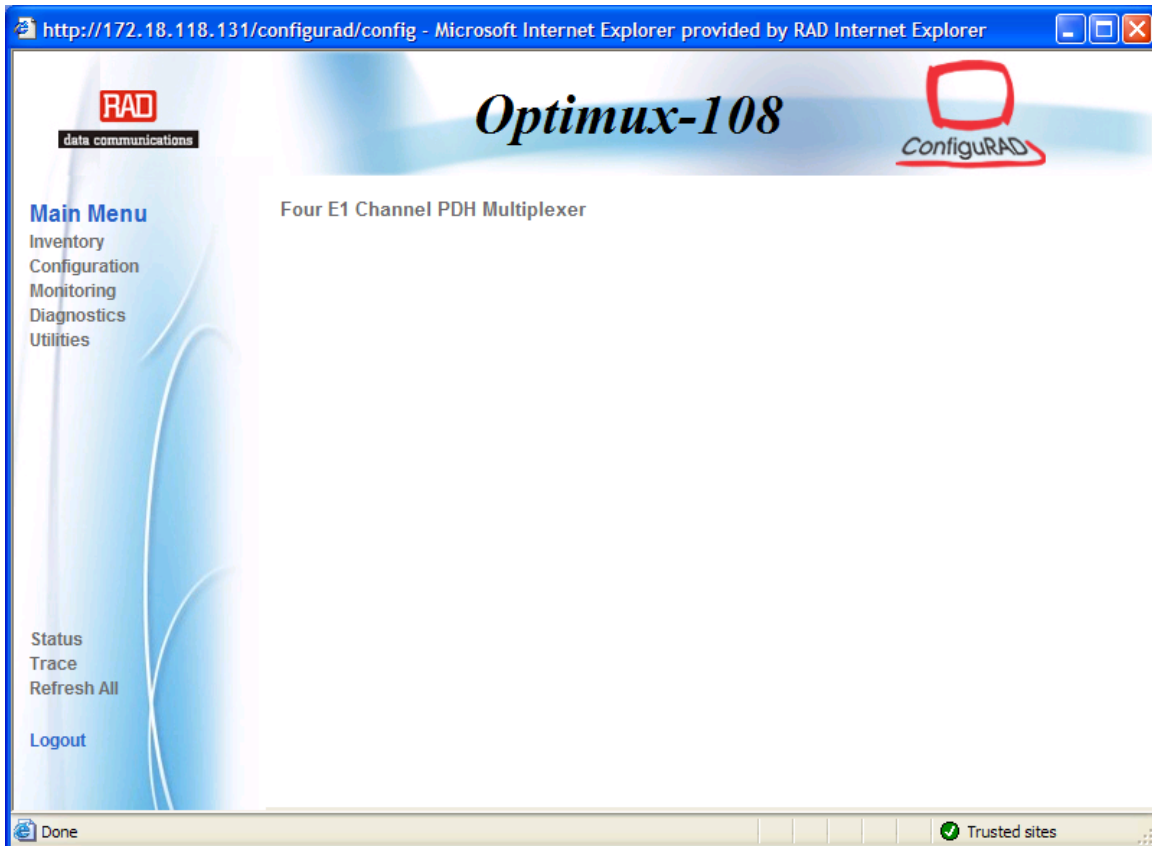 http://172.18.118.131/configurad/config - Microsoft Internet Explorer provided by RAD Internet Explorer
RAD
data communications
Optimux-108
ConfiguRAD
Main Menu
Inventory
Configuration
Monitoring
Diagnostics
Utilities
Four E1 Channel PDH Multiplexer
Status
Trace
Refresh All
Logout
Done
Trusted sites